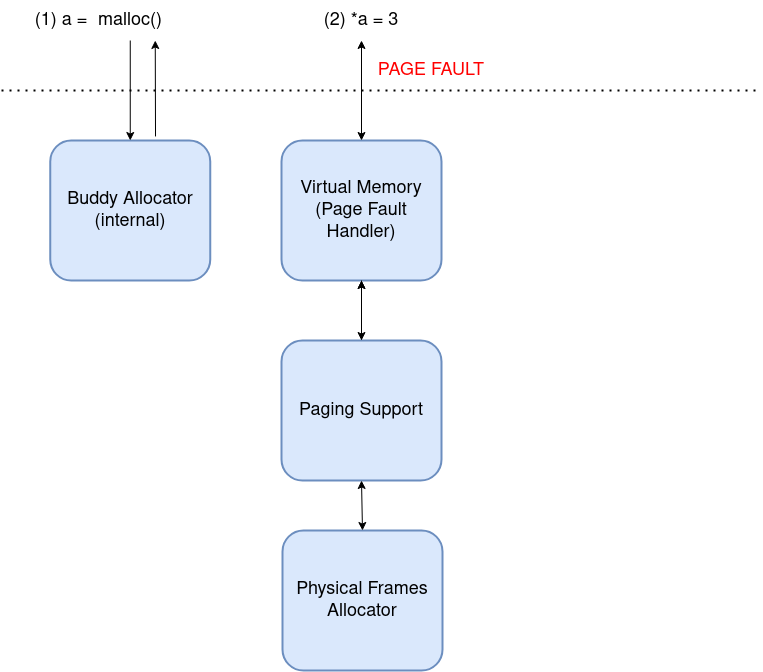 (1) a =  malloc()
(2) *a = 3
PAGE FAULT
Buddy Allocator
(internal)
Virtual Memory
(Page Fault
Handler)
Paging Support
Physical Frames
Allocator